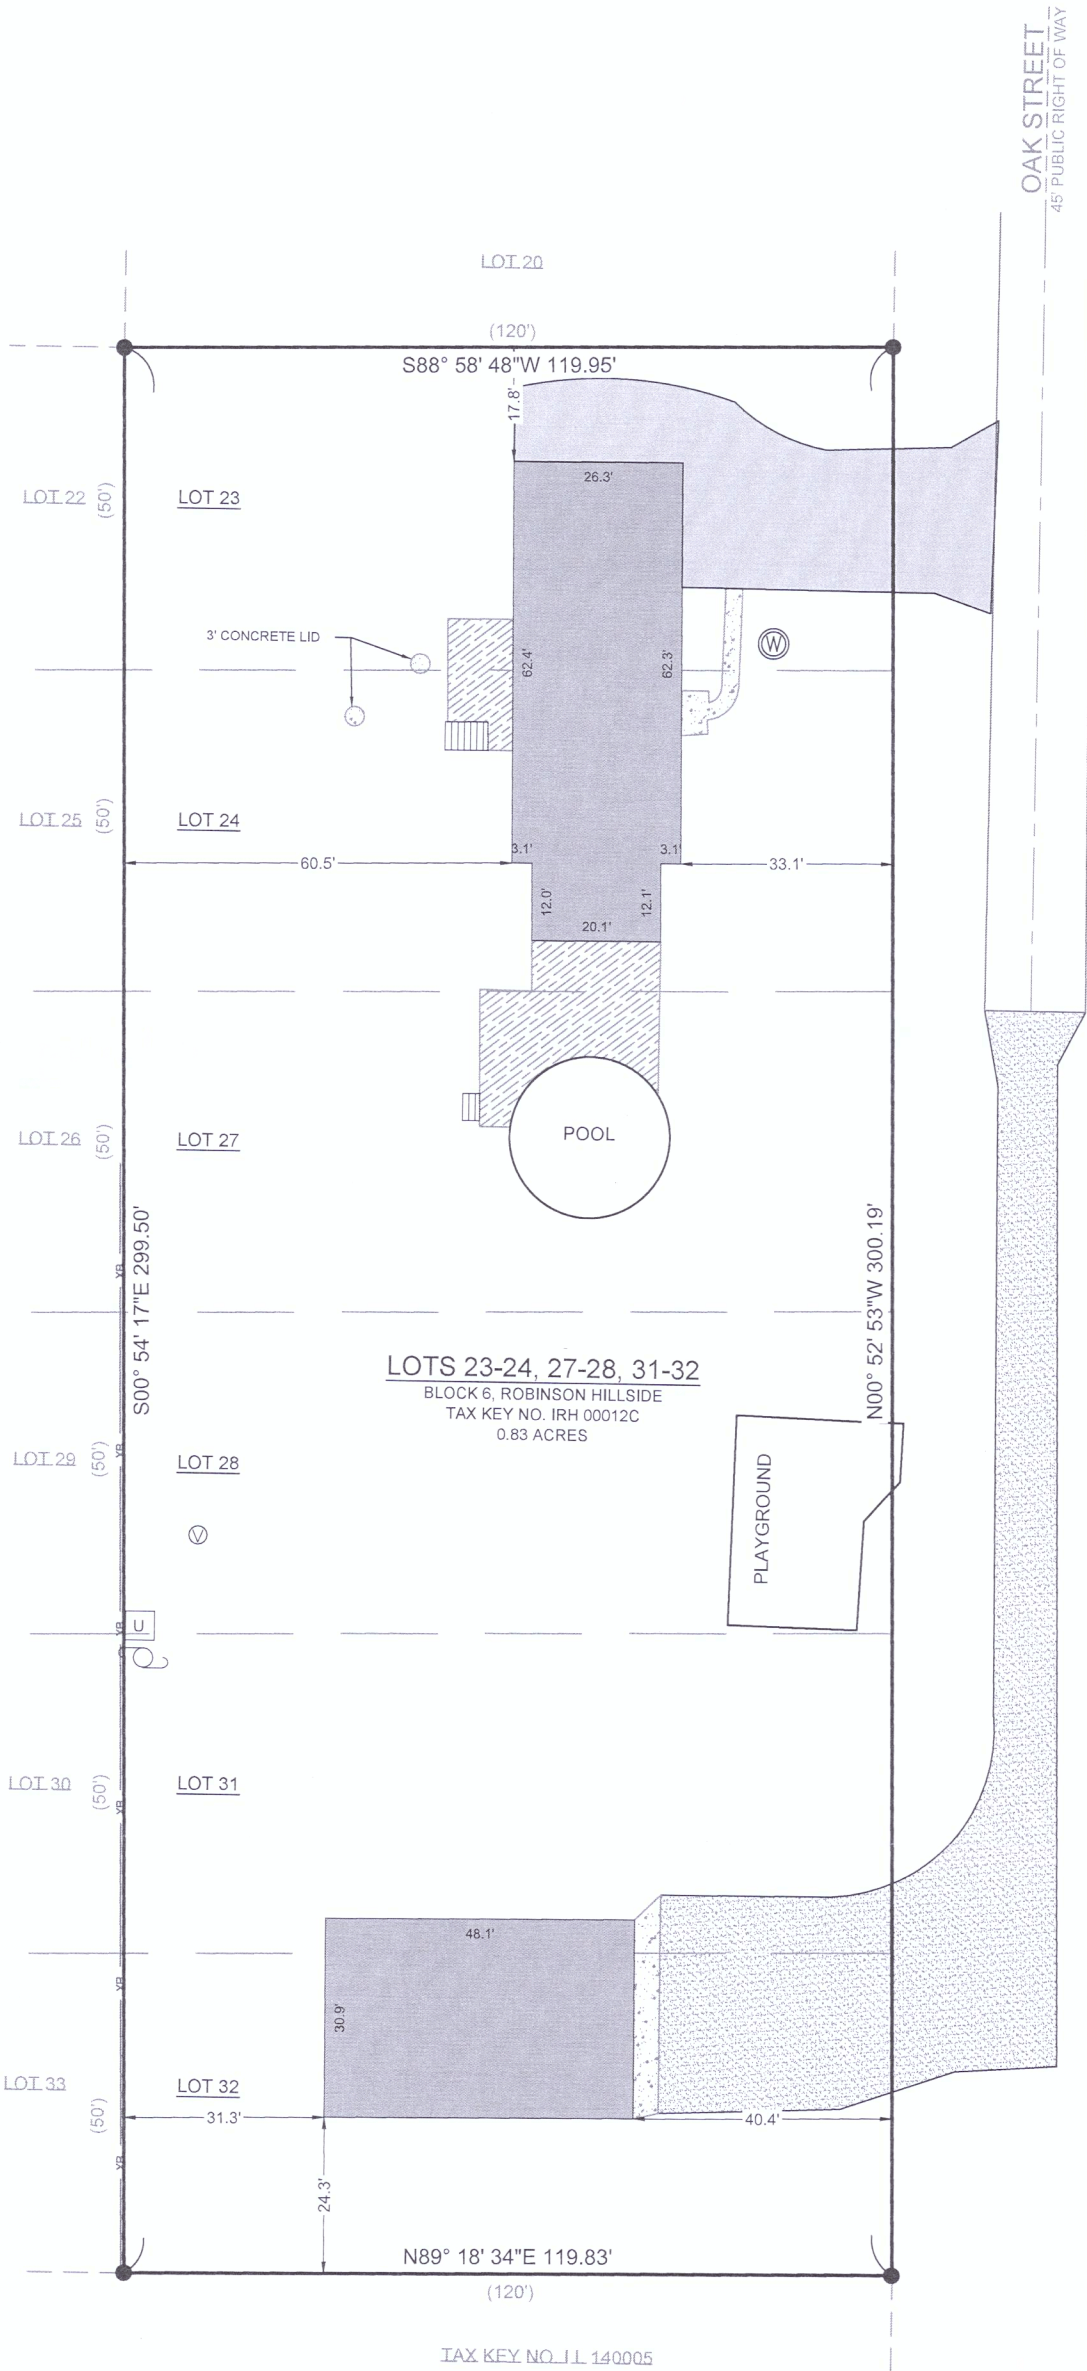 OAK STREET
45' PUBLIC RIGHT OF WAY
LOT 20
(120')
S88° 58' 48"W 119.95'
17.8'
26.3'
LOT 22
(50')
LOT 23
3' CONCRETE LID
62.4'
62.3'
W
LOT 25
(50')
LOT 24
60.5'
3.1'
3.1'
33.1'
12.0'
12.1'
20.1'
LOT 26
(50')
LOT 27
POOL
S00° 54' 17"E 299.50'
N00° 52' 53"W 300.19'
LOTS 23-24, 27-28, 31-32
BLOCK 6, ROBINSON HILLSIDE
TAX KEY NO. IRH 00012C
0.83 ACRES
LOT 29
(50')
LOT 28
PLAYGROUND
V
U
LOT 30
(50')
LOT 31
48.1'
30.9'
LOT 33
(50')
LOT 32
31.3'
40.4'
24.3'
N89° 18' 34"E 119.83'
(120')
TAX KEY NO. I L 140005